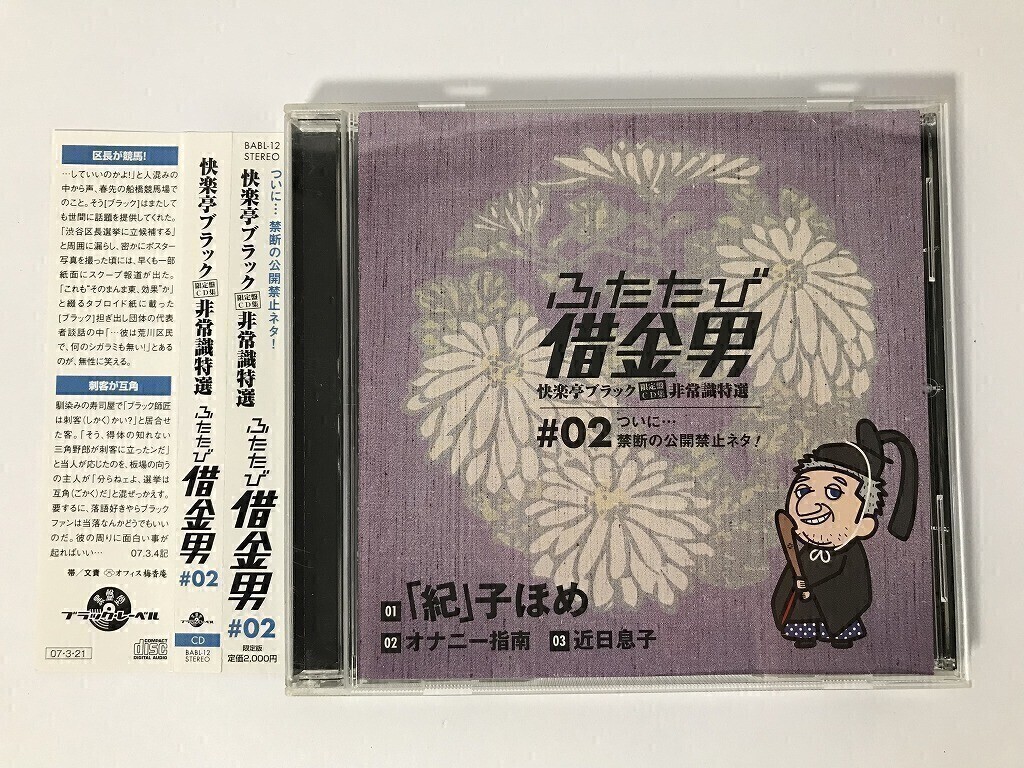 区長が競馬!
…していいのかよ!」と人混みの
中から声、春先の船橋競馬場で
のこと。そう[ブラック]はまたして
も世間に話題を提供してくれた。
「渋谷区長選挙に立候補する」
と周囲に漏らし、密かにポスター
写真を撮った頃には、早くも一部
紙面にスクープ報道が出た。
「これも"そのまんま東、効果"か」
と綴るタブロイド紙に載った
[ブラック]担ぎ出し団体の代表
者談話の中「…彼は荒川区民
で、何のシガラミも無い!」とある
のが、無性に笑える。
刺客が互角
馴染みの寿司屋で「ブラック師匠
は刺客(しかく)かい?」と居合せ
た客。「そう、得体の知れない
三角野郎が刺客に立ったンだ」
と当人が応じたのを、板場の向う
の主人が「分らねェよ、選挙は
互角(ごかく)だ」と混ぜっかえす。
要するに、落語好きやらブラック
ファンは当落なんかどうでもいい
のだ。彼の周りに面白い事が
起ればいい… 07.3.4記
帯/文責 オフィス梅香庵
ブラックレーベル
07-3-21
COMPACT
disc
DIGITAL AUDIO
快楽亭ブラック
限定盤
CD集
非常識特選
ふたたび
借金男
#02
ブラックレーベル
CD
BABL-12
STEREO
BABL-12
STEREO
ついに… 禁断の公開禁止ネタ!
快楽亭ブラック
限定盤
CD集
非常識特選
ふたたび
借金男
#02
限定版
定価2,000円
ふたたび
借金男
快楽亭ブラック 限定盤CD集 非常識特選
#02 ついに…
禁断の公開禁止ネタ!
01 「紀」子ほめ
02 オナニー指南 03 近日息子